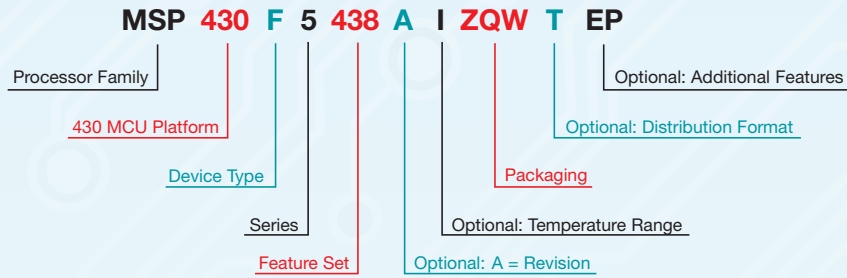 MSP 430 F 5 438 A I ZQW T EP
Processor Family
Optional: Additional Features
430 MCU Platform
Optional: Distribution Format
Device Type
Packaging
Series
Optional: Temperature Range
Feature Set
Optional: A = Revision